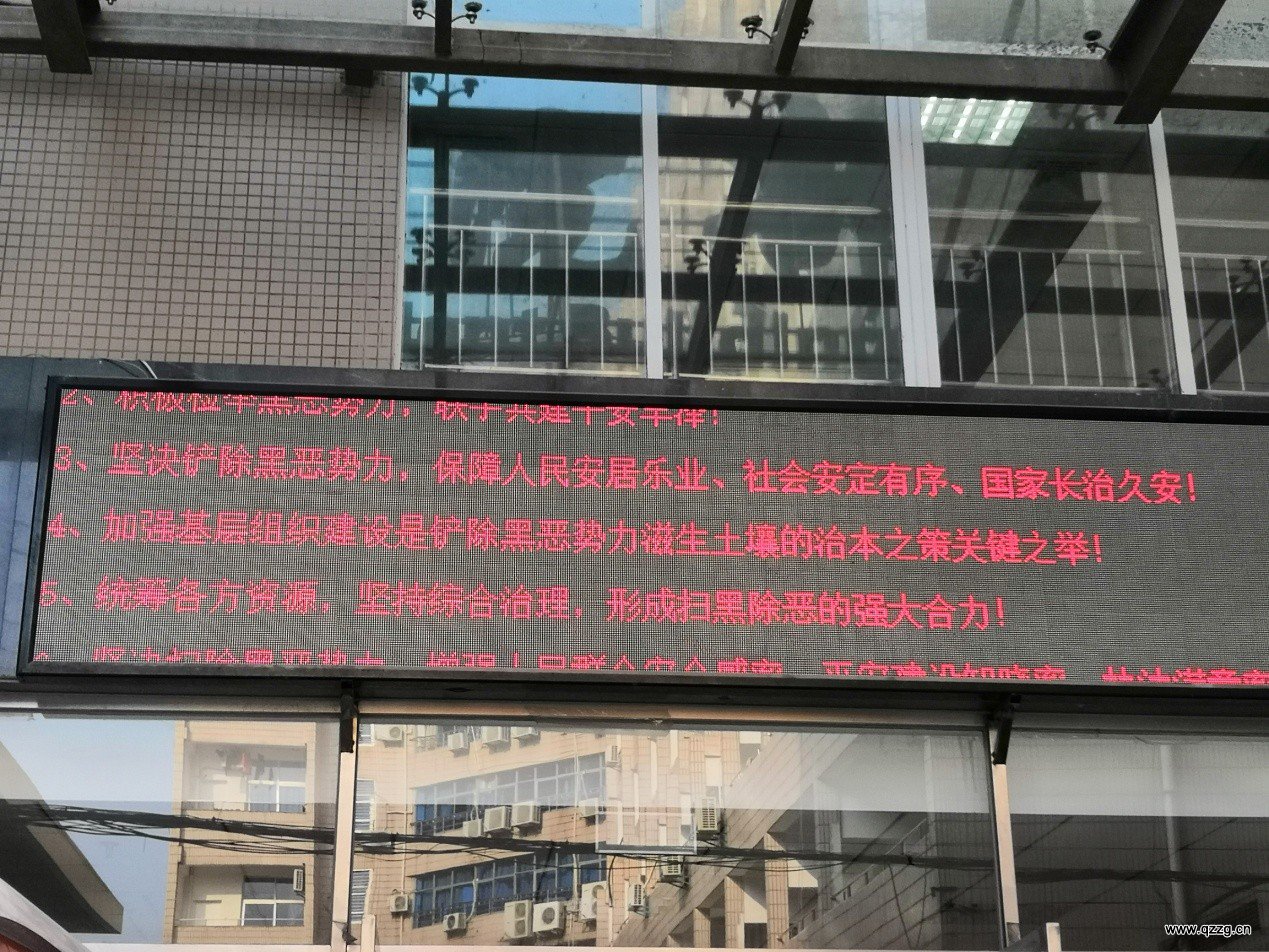 2、积极检举黑恶势力，联手共建平安幸福！
3、坚决铲除黑恶势力，保障人民安居乐业、社会安定有序、国家长治久安！
4、加强基层组织建设是铲除黑恶势力滋生土壤的治本之策关键之举！
5、统筹各方资源，坚持综合治理，形成扫黑除恶的强大合力！
www.qzzg.cn